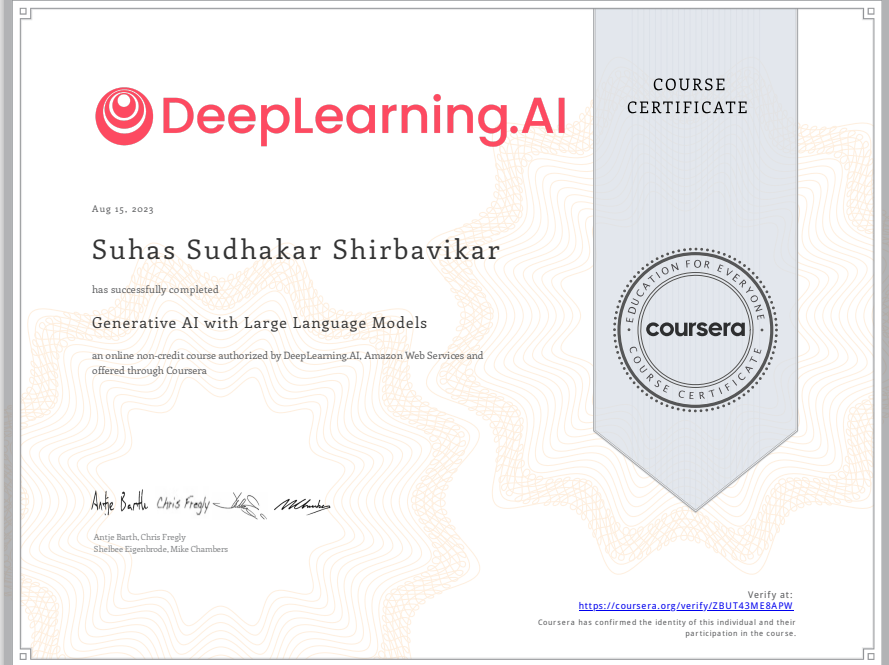 DeepLearning.AI
COURSE
CERTIFICATE
Aug 15, 2023
Suhas Sudhakar Shirbavikar
has successfully completed
Generative AI with Large Language Models
an online non-credit course authorized by DeepLearning.AI, Amazon Web Services and
offered through Coursera
EDUCATION FOR EVERYONE
coursera
COURSE CERTIFICATE
Antje Barth Chris Fregly
Antje Barth, Chris Fregly
Shelbee Eigenbrode, Mike Chambers
Verify at:
https://coursera.org/verify/ZBUT43ME8APW
Coursera has confirmed the identity of this individual and their
participation in the course.